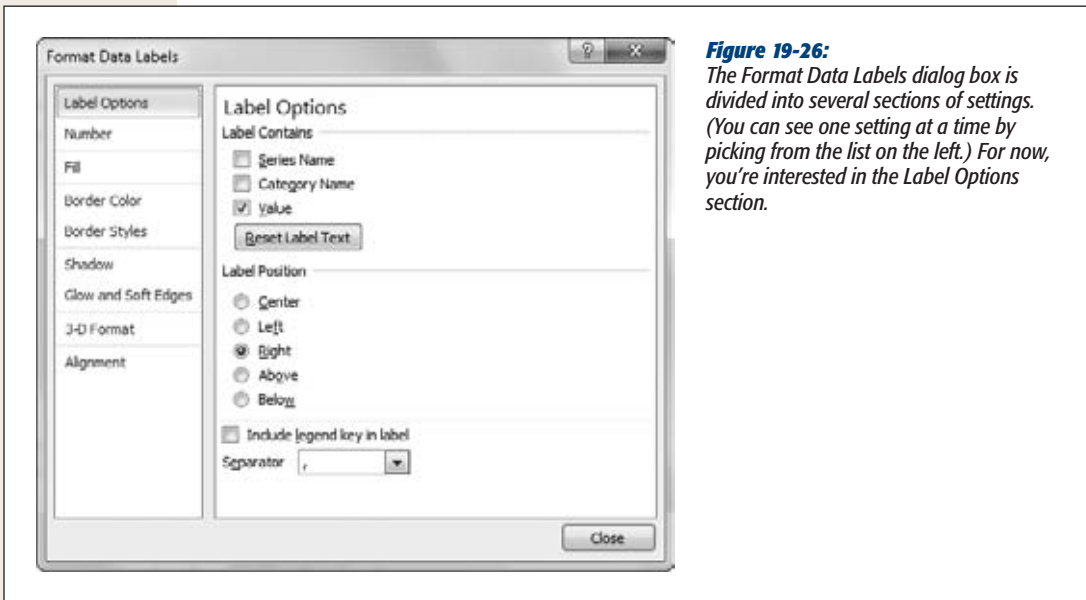 Format Data Labels
Label Options
Number
Fill
Border Color
Border Styles
Shadow
Glow and Soft Edges
3-D Format
Alignment
Label Options
Label Contains
Series Name
Category Name
Value
Reset Label Text
Label Position
Center
Left
Right
Above
Below
Include legend key in label
Separator ,
Close
Figure 19-26:
The Format Data Labels dialog box is
divided into several sections of settings.
(You can see one setting at a time by
picking from the list on the left.) For now,
you’re interested in the Label Options
section.